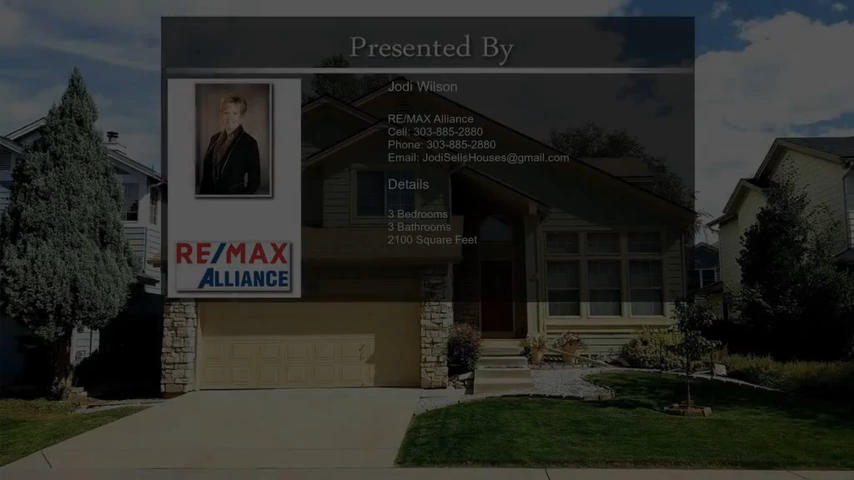 Presented By
Jodi Wilson
RE/MAX Alliance
Cell: 303-885-2880
Phone: 303-885-2880
Email: JodiSellsHouses@gmail.com
Details
3 Bedrooms
3 Bathrooms
2100 Square Feet
RE/MAX
ALLIANCE